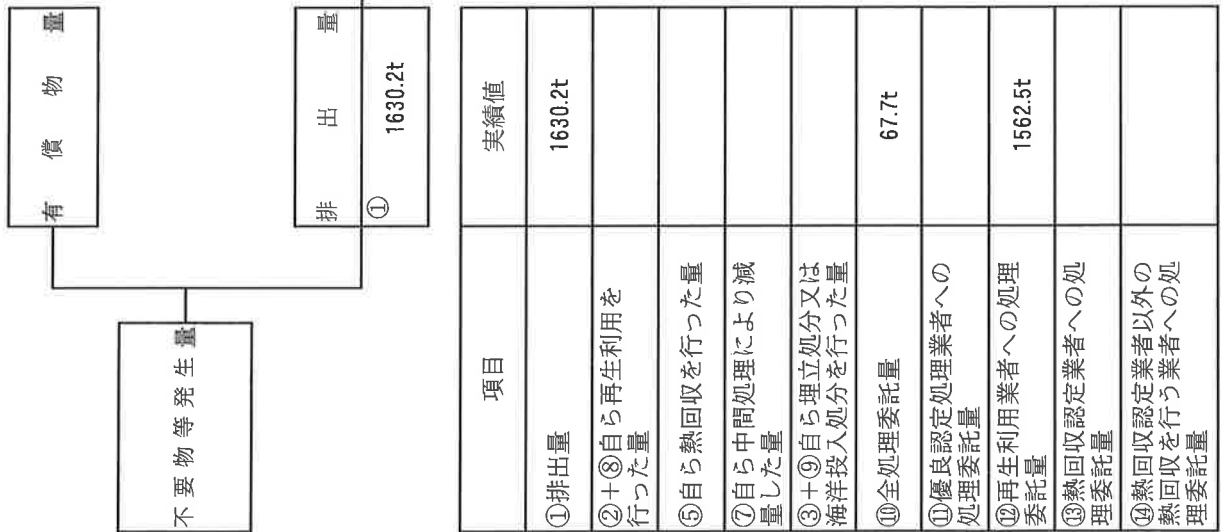 有償物量
不要物等発生量
排出量
①
1630.2t
項目
実績値
①排出量
1630.2t
②+⑧自ら再生利用を
行った量
⑤自ら熱回収を行った量
⑦自ら中間処理により減
量した量
③+⑨自ら埋立処分又は
海洋投入処分を行った量
⑩全処理委託量
67.7t
⑪優良認定処理業者への
処理委託量
⑫再生利用業者への処理
委託量
1562.5t
⑬熱回収認定業者への処
理委託量
⑭熱回収認定業者以外の
熱回収を行う業者への処
理委託量